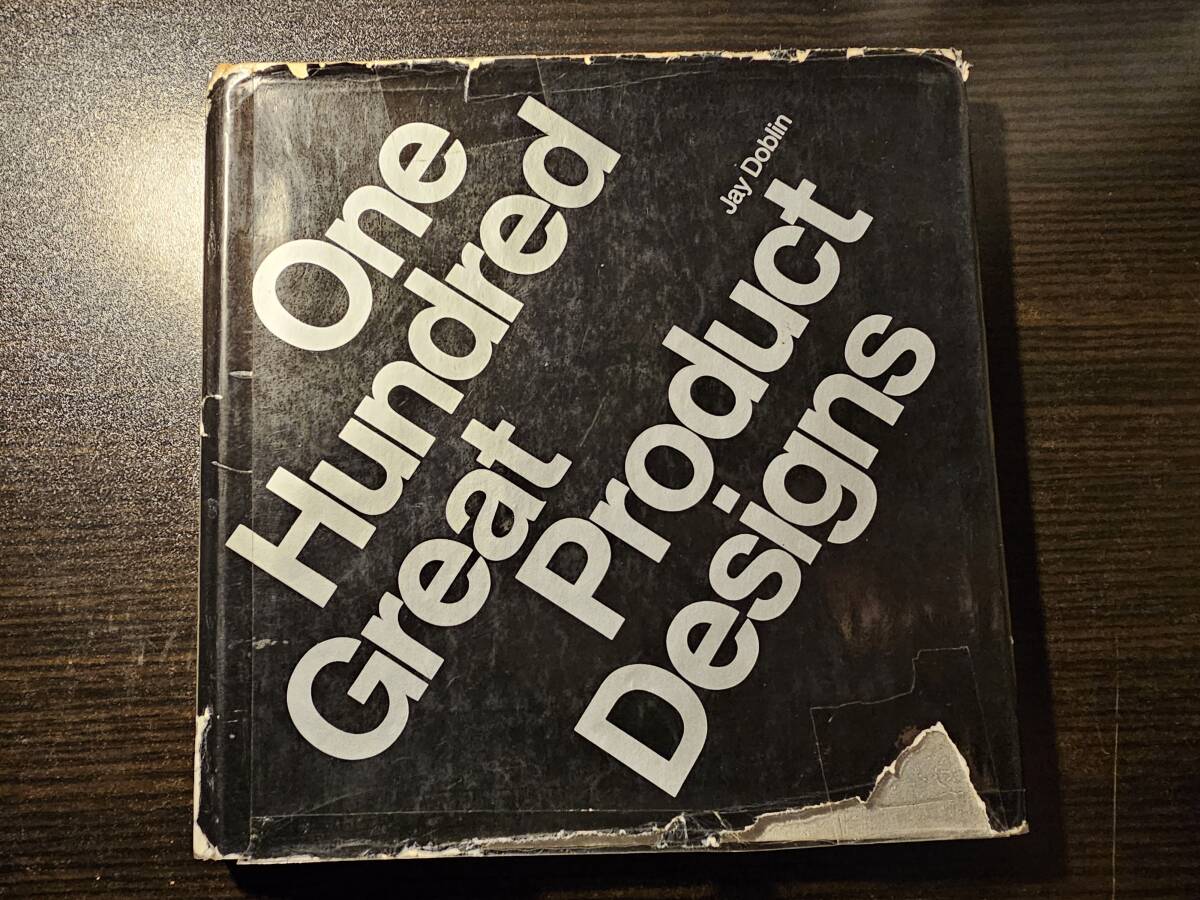 One
Hundred
Great
Product
Designs
Jay Doblin